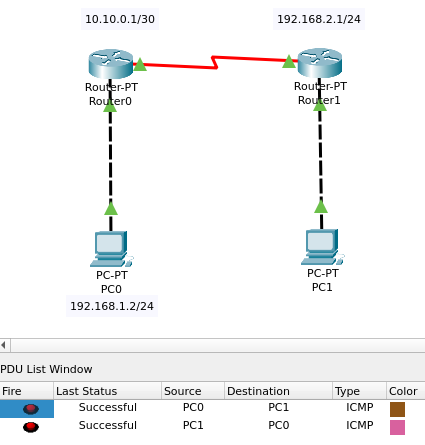 10.10.0.1/30
192.168.2.1/24
Router-PT
Router0
Router-PT
Router1
PC-PT
PC0
192.168.1.2/24
PC-PT
PC1
PDU List Window
Fire Last Status Source Destination Type Color
Successful PC0 PC1 ICMP
Successful PC1 PC0 ICMP